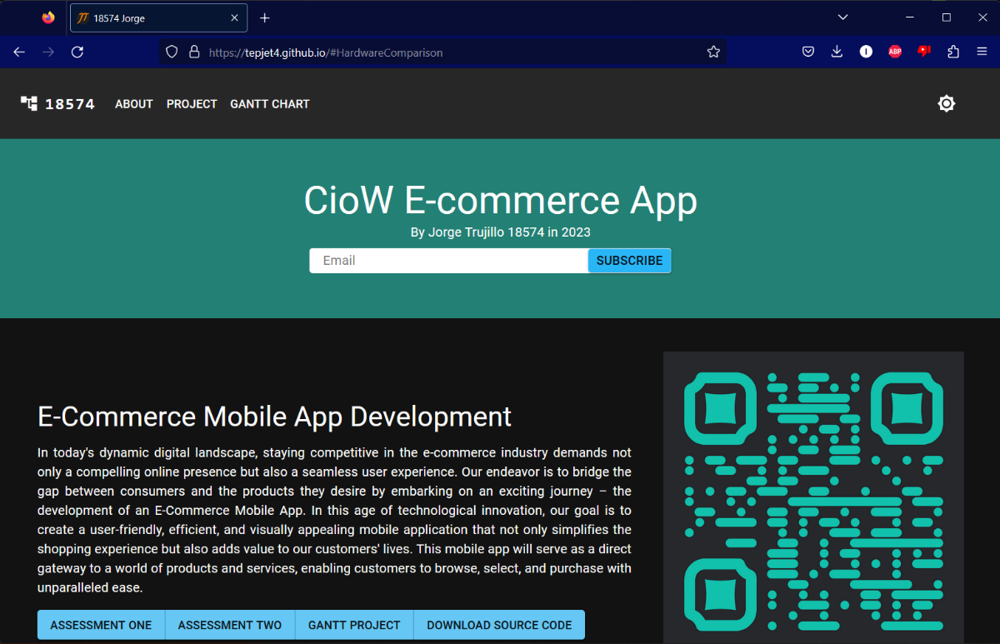 18574 Jorge
https://tepjet4.github.io/#HardwareComparison
ABP
18574 ABOUT PROJECT GANTT CHART
CioW E-commerce App
By Jorge Trujillo 18574 in 2023
Email SUBSCRIBE
E-Commerce Mobile App Development
In today's dynamic digital landscape, staying competitive in the e-commerce industry demands not
only a compelling online presence but also a seamless user experience. Our endeavor is to bridge the
gap between consumers and the products they desire by embarking on an exciting journey – the
development of an E-Commerce Mobile App. In this age of technological innovation, our goal is to
create a user-friendly, efficient, and visually appealing mobile application that not only simplifies the
shopping experience but also adds value to our customers' lives. This mobile app will serve as a direct
gateway to a world of products and services, enabling customers to browse, select, and purchase with
unparalleled ease.
ASSESSMENT ONE ASSESSMENT TWO GANTT PROJECT DOWNLOAD SOURCE CODE